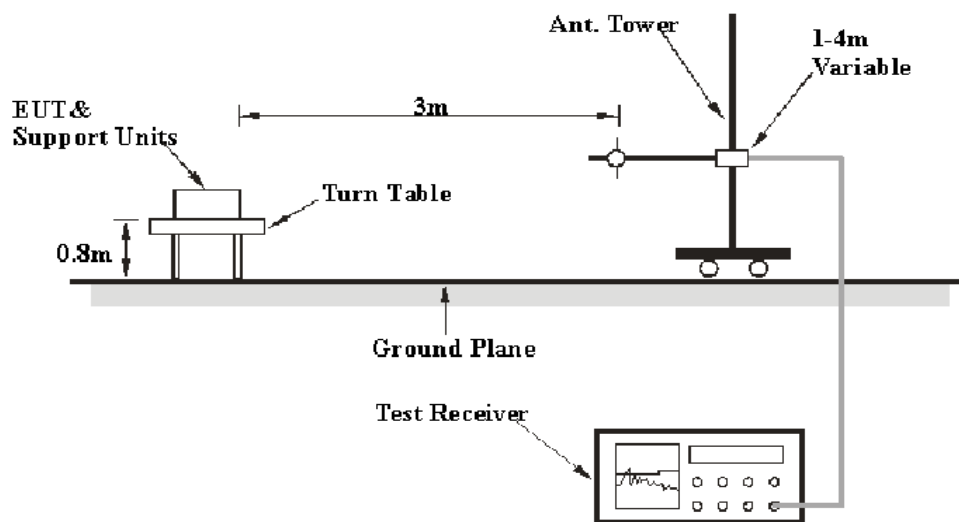 Ant. Tower
1-4m
Variable
3m
EUT&
Support Units
Turn Table
0.8m
Ground Plane
Test Receiver